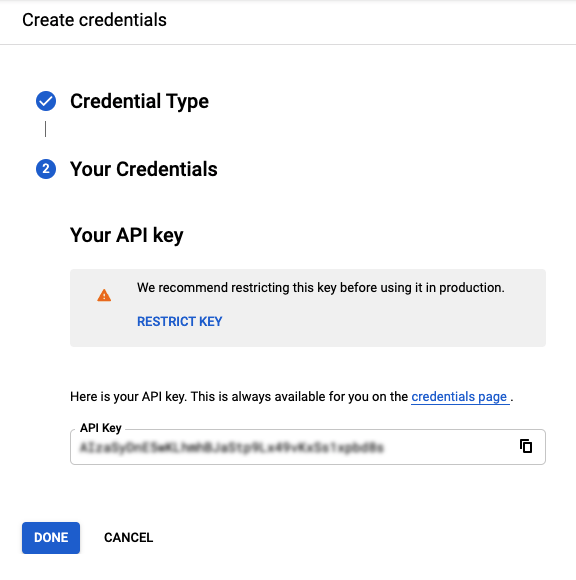 Create credentials
Credential Type
2 Your Credentials
Your API key
We recommend restricting this key before using it in production.
RESTRICT KEY
Here is your API key. This is always available for you on the credentials page .
API Key
DONE CANCEL